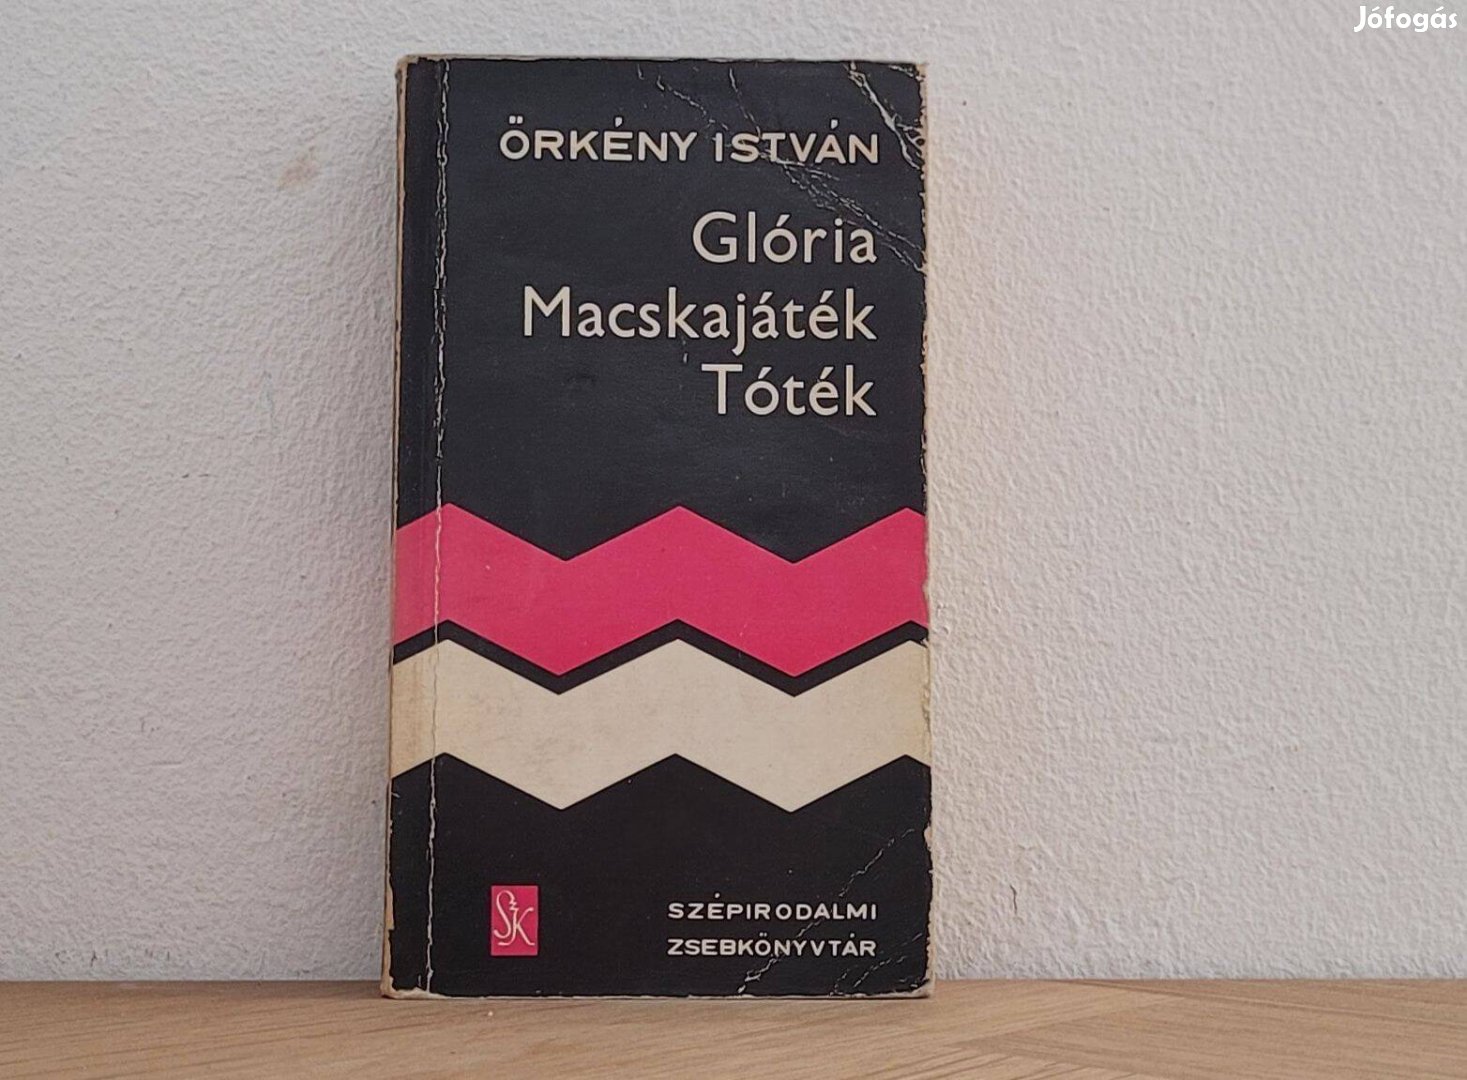 Jófogás
ÖRKÉNY ISTVÁN
Glória
Macskajáték
Tóték
SzK
SZÉPIRODALMI
ZSEBKÖNYVTÁR